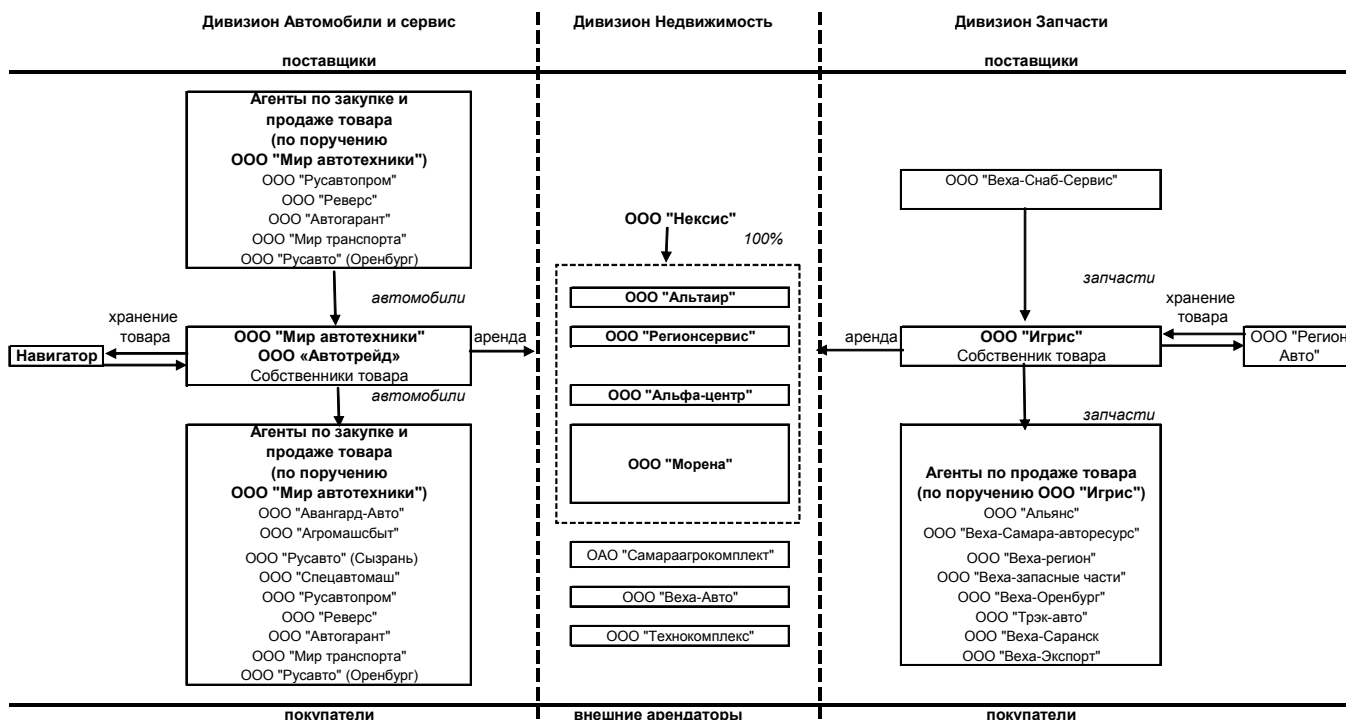 Дивизион Автомобили и сервис
Дивизион Недвижимость
Дивизион Запчасти
поставщики
поставщики
Агенты по закупке и
продаже товара
(по поручению
ООО "Мир автотехники")
ООО "Русавтопром"
ООО "Реверс"
ООО "Автогарант"
ООО "Мир транспорта"
ООО "Русавто" (Оренбург)
автомобили
хранение
товара
Навигатор
ООО "Мир автотехники"
ООО «Автотрейд»
Собственники товара
аренда
автомобили
Агенты по закупке и
продаже товара
(по поручению
ООО "Мир автотехники")
ООО "Авангард-Авто"
ООО "Агромашсбыт"
ООО "Русавто" (Сызрань)
ООО "Спецавтомаш"
ООО "Русавтопром"
ООО "Реверс"
ООО "Автогарант"
ООО "Мир транспорта"
ООО "Русавто" (Оренбург)
покупатели
ООО "Нексис"
100%
ООО "Альтаир"
ООО "Регионсервис"
ООО "Альфа-центр"
ООО "Морена"
ОАО "Самараагрокомплект"
ООО "Веха-Авто"
ООО "Технокомплекс"
внешние арендаторы
ООО "Веха-Снаб-Сервис"
запчасти
хранение
товара
аренда
ООО "Игрис"
Собственник товара
ООО "Регион
Авто"
запчасти
Агенты по продаже товара
(по поручению ООО "Игрис")
ООО "Альянс"
ООО "Веха-Самара-авторесурс"
ООО "Веха-регион"
ООО "Веха-запасные части"
ООО "Веха-Оренбург"
ООО "Трэк-авто"
ООО "Веха-Саранск
ООО "Веха-Экспорт"
покупатели